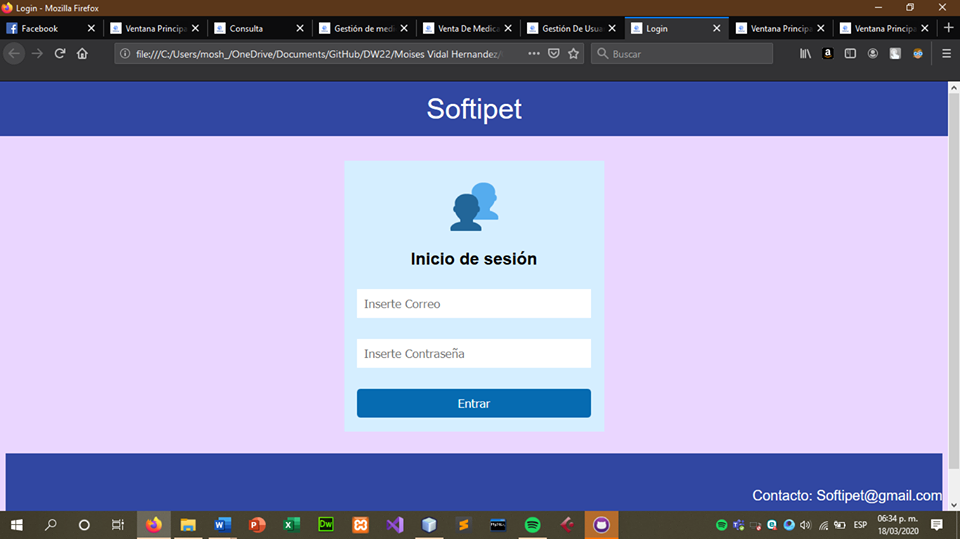 Login - Mozilla Firefox
Facebook
Ventana Principa
Consulta
Gestión de medi
Venta De Medica
Gestión De Usua
Login
Ventana Principa
Ventana Principa
file:///C:/Users/mosh_/OneDrive/Documents/GitHub/DW22/Moises Vidal Hernandez/
Buscar
Softipet
Inicio de sesión
Inserte Correo
Inserte Contraseña
Entrar
Contacto: Softipet@gmail.com
ESP
06:34 p. m.
18/03/2020